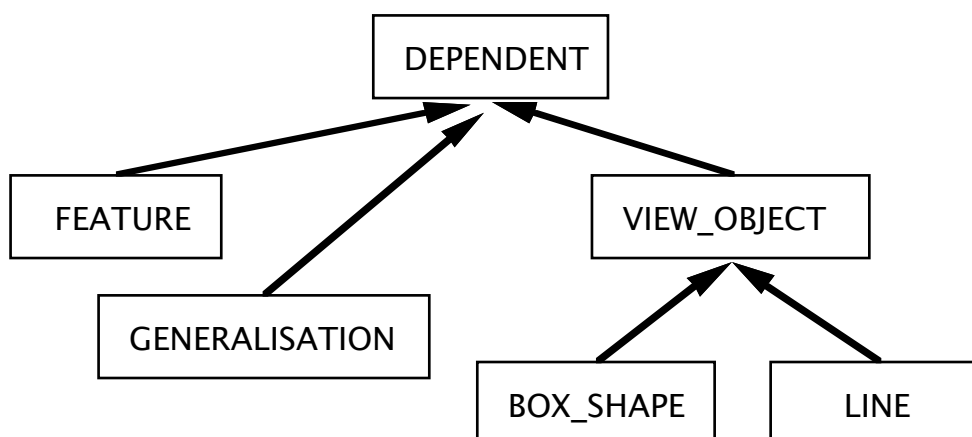 DEPENDENT
FEATURE
VIEW_OBJECT
GENERALISATION
BOX_SHAPE
LINE